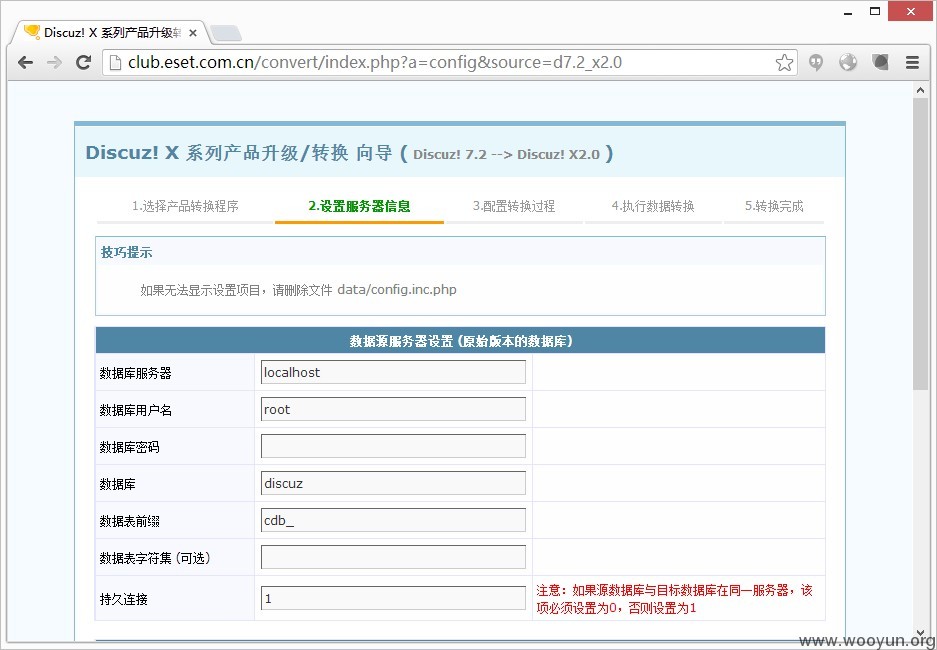 Discuz! X 系列产品升级转
club.eset.com.cn/convert/index.php?a=config&source=d7.2_x2.0
Discuz! X 系列产品升级/转换 向导 ( Discuz! 7.2 --> Discuz! X2.0 )
1.选择产品转换程序 2.设置服务器信息 3.配置转换过程 4.执行数据转换 5.转换完成
技巧提示
如果无法显示设置项目，请删除文件 data/config.inc.php
数据源服务器设置 (原始版本的数据库)
数据库服务器 localhost
数据库用户名 root
数据库密码
数据库 discuz
数据表前缀 cdb_
数据表字符集 (可选)
持久连接 1 注意：如果源数据库与目标数据库在同一服务器，该
项必须设置为0，否则设置为1
www.wooyun.org